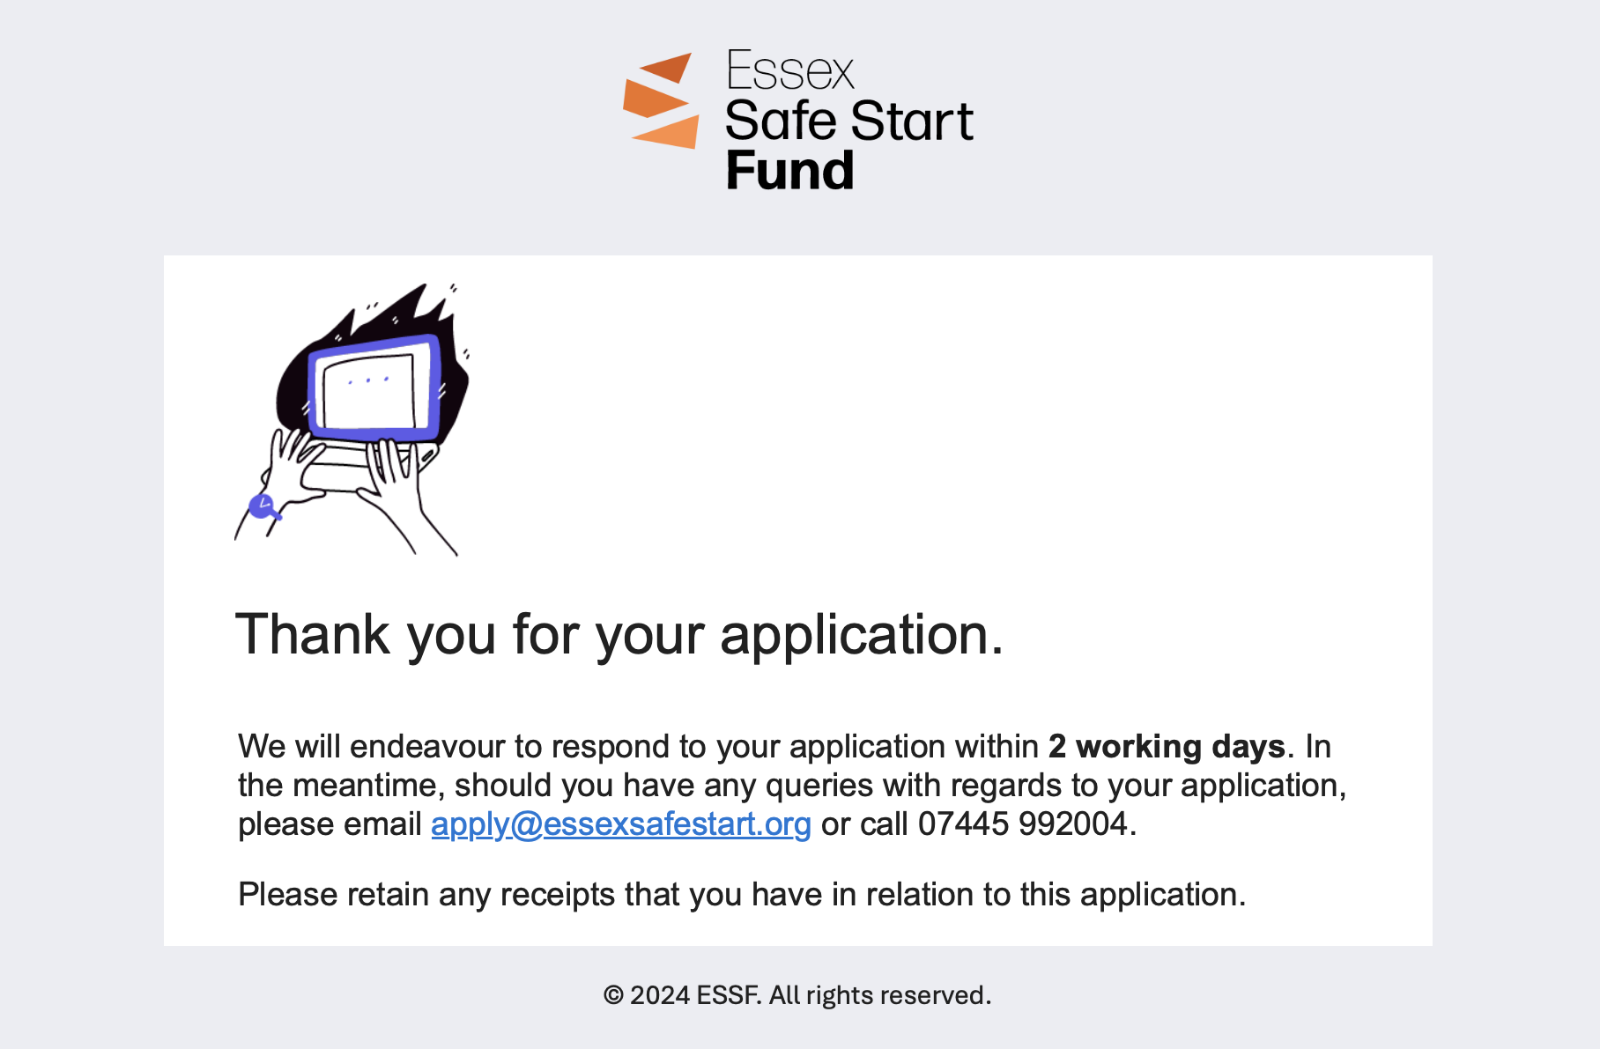 Essex
Safe Start
Fund
Thank you for your application.
We will endeavour to respond to your application within 2 working days. In
the meantime, should you have any queries with regards to your application,
please email apply@essexsafestart.org or call 07445 992004.
Please retain any receipts that you have in relation to this application.
© 2024 ESSF. All rights reserved.